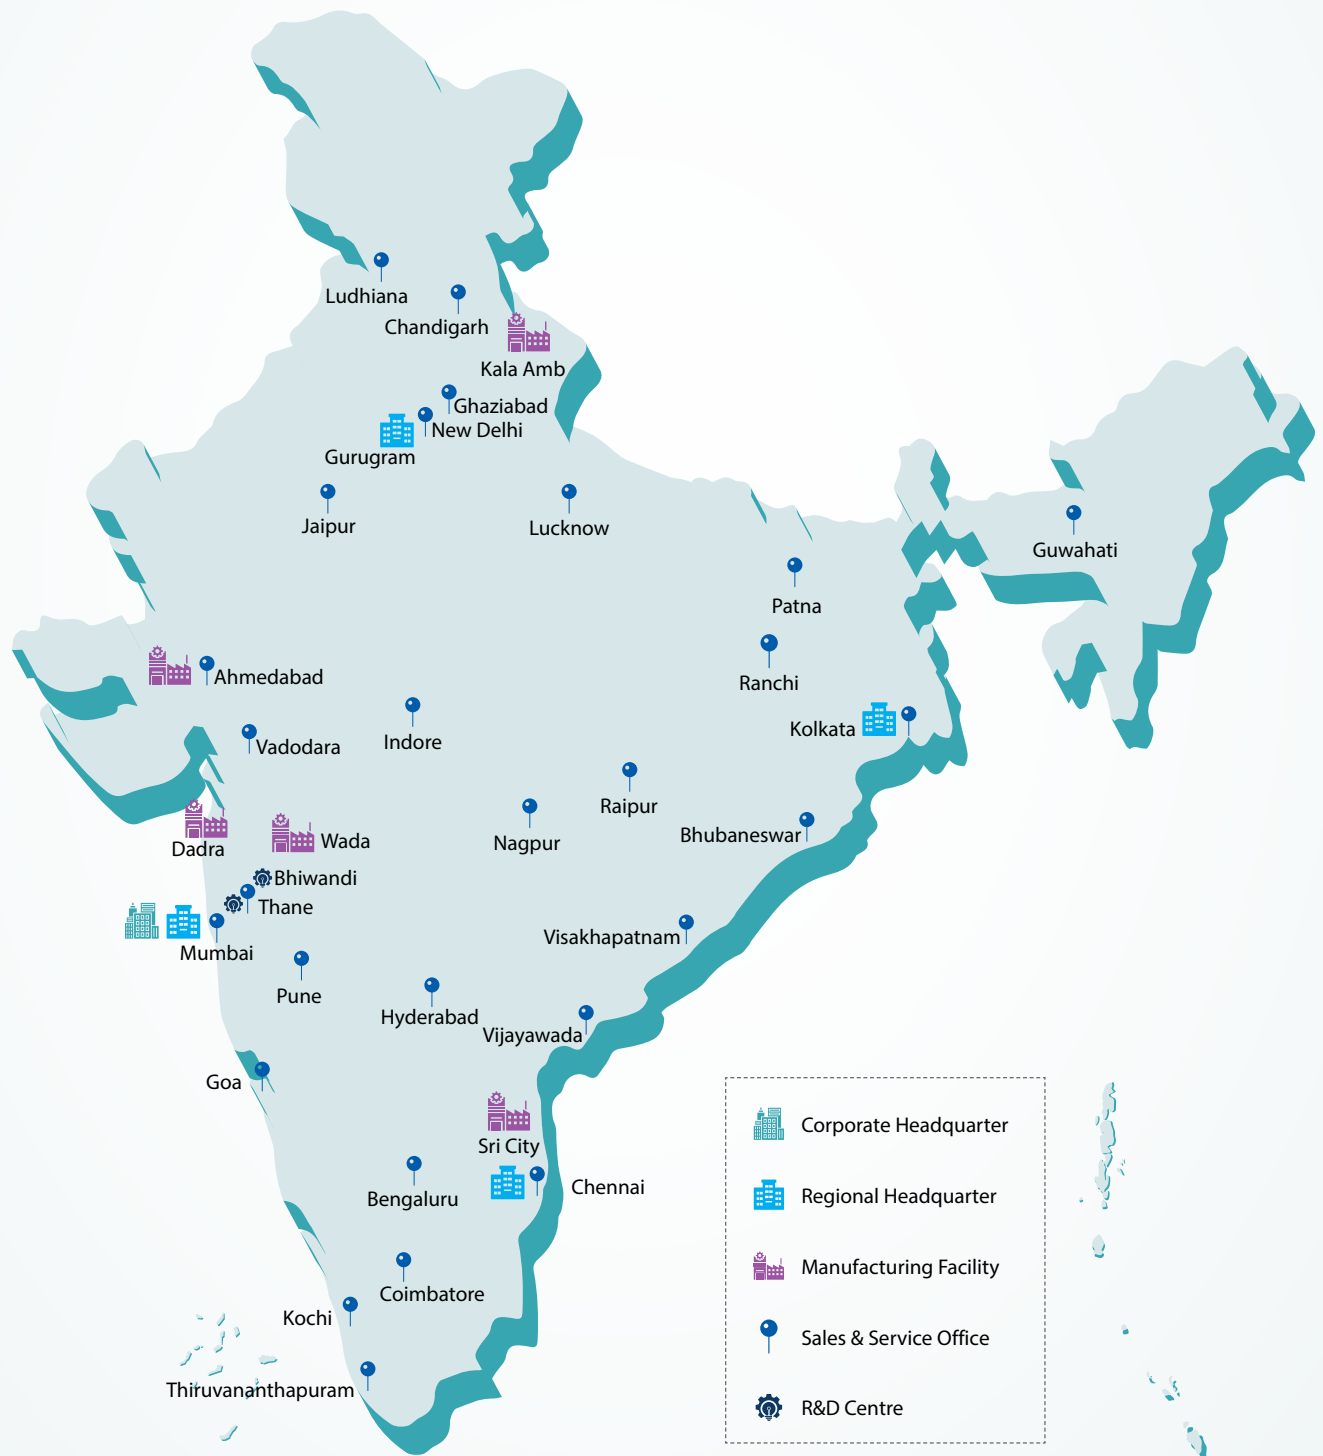 Ludhiana
Chandigarh
Kala Amb
Ghaziabad
New Delhi
Gurugram
Jaipur
Lucknow
Guwahati
Patna
Ahmedabad
Ranchi
Kolkata
Vadodara
Indore
Raipur
Bhubaneswar
Nagpur
Wada
Dadra
Bhiwandi
Thane
Visakhapatnam
Mumbai
Pune
Hyderabad
Vijayawada
Goa
Sri City
Chennai
Bengaluru
Coimbatore
Kochi
Thiruvananthapuram
Corporate Headquarter
Regional Headquarter
Manufacturing Facility
Sales & Service Office
R&D Centre